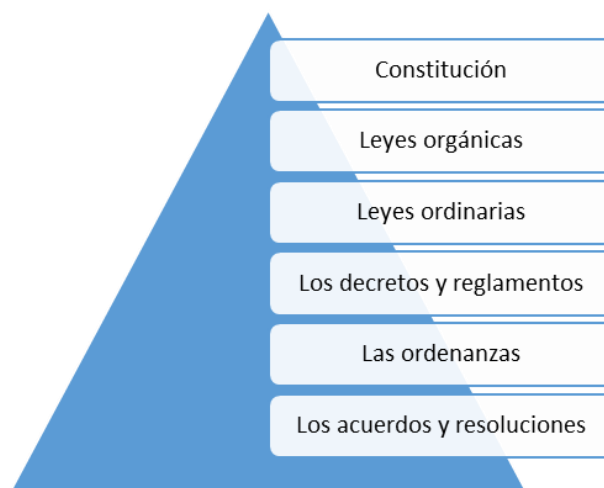 Constitución
Leyes orgánicas
Leyes ordinarias
Los decretos y reglamentos
Las ordenanzas
Los acuerdos y resoluciones